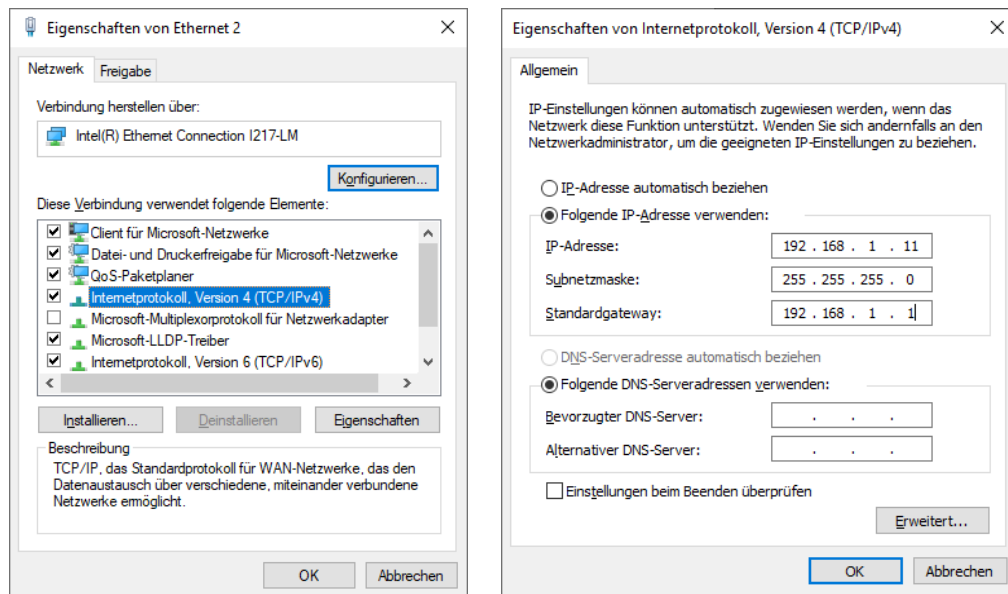 Eigenschaften von Ethernet 2
Netzwerk Freigabe
Verbindung herstellen über:
Intel(R) Ethernet Connection I217-LM
Konfigurieren...
Diese Verbindung verwendet folgende Elemente:
Client für Microsoft-Netzwerke
Datei- und Druckerfreigabe für Microsoft-Netzwerke
QoS-Paketplaner
Internetprotokoll, Version 4 (TCP/IPv4)
Microsoft-Multiplexorprotokoll für Netzwerkadapter
Microsoft-LLDP-Treiber
Internetprotokoll, Version 6 (TCP/IPv6)
Installieren... Deinstallieren Eigenschaften
Beschreibung
TCP/IP, das Standardprotokoll für WAN-Netzwerke, das den
Datenaustausch über verschiedene, miteinander verbundene
Netzwerke ermöglicht.
OK Abbrechen
Eigenschaften von Internetprotokoll, Version 4 (TCP/IPv4)
Allgemein
IP-Einstellungen können automatisch zugewiesen werden, wenn das
Netzwerk diese Funktion unterstützt. Wenden Sie sich andernfalls an den
Netzwerkadministrator, um die geeigneten IP-Einstellungen zu beziehen.
IP-Adresse automatisch beziehen
Folgende IP-Adresse verwenden:
IP-Adresse: 192 . 168 . 1 . 11
Subnetzmaske: 255 . 255 . 255 . 0
Standardgateway: 192 . 168 . 1 . 1
DNS-Serveradresse automatisch beziehen
Folgende DNS-Serveradressen verwenden:
Bevorzugter DNS-Server: . . .
Alternativer DNS-Server: . . .
Einstellungen beim Beenden überprüfen
Erweitert...
OK Abbrechen